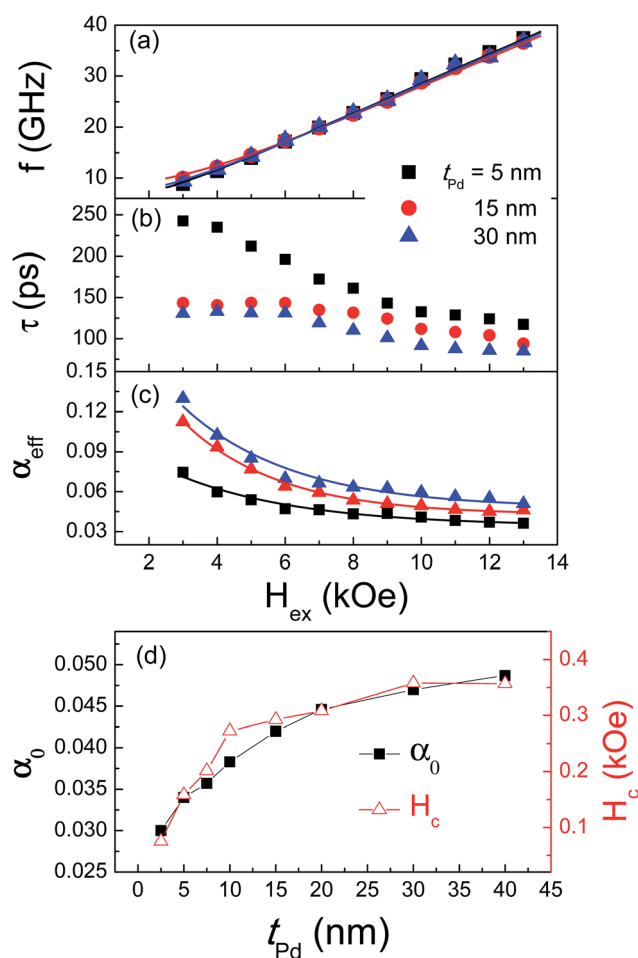 (a)
f (GHz)
40
30
20
10
t_Pd = 5 nm
15 nm
30 nm
(b)
τ (ps)
250
200
150
100
0.15
(c)
α_eff
0.12
0.09
0.06
0.03
2 4 6 8 10 12 14
H_ex (kOe)
(d)
α_0
0.050
0.045
0.040
0.035
0.030
0.025
α_0
H_c
0.4
0.3
0.2
0.1
H_c (kOe)
0 5 10 15 20 25 30 35 40 45
t_Pd (nm)